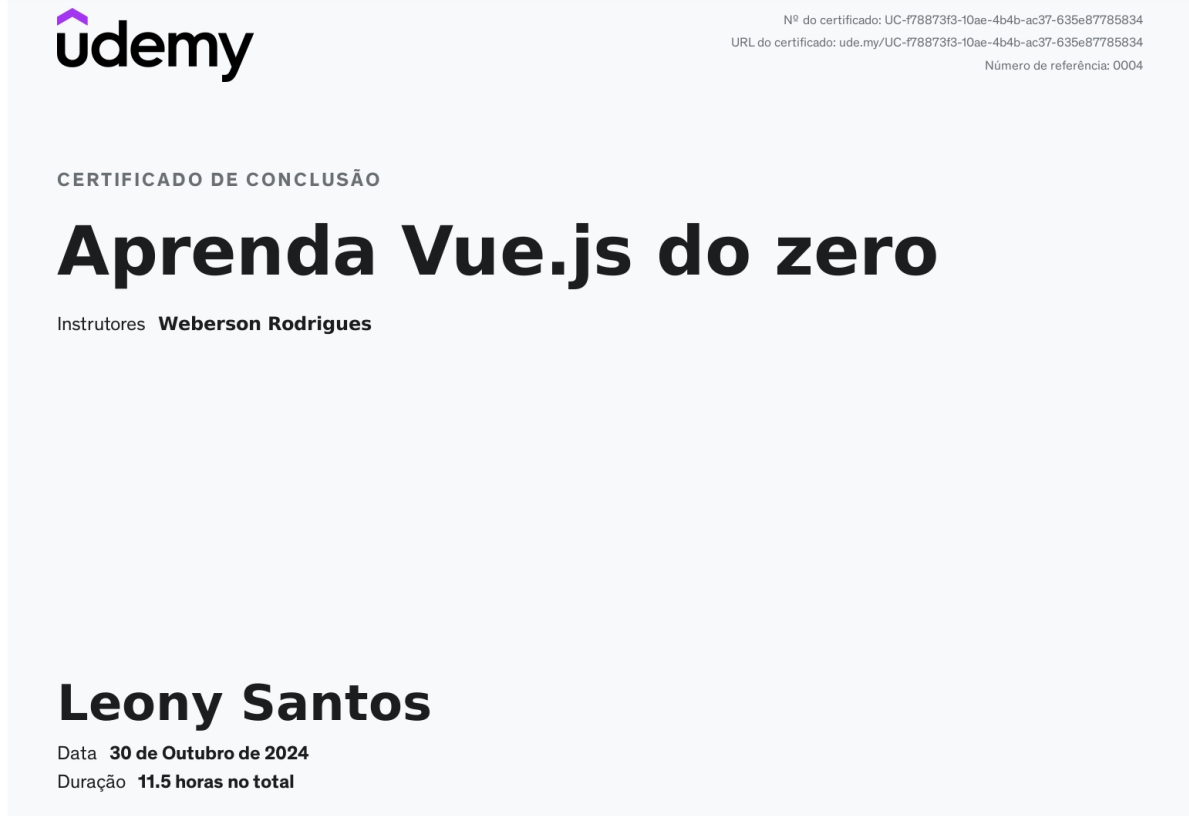 udemy
Nº do certificado: UC-f78873f3-10ae-4b4b-ac37-635e87785834
URL do certificado: ude.my/UC-f78873f3-10ae-4b4b-ac37-635e87785834
Número de referência: 0004
CERTIFICADO DE CONCLUSÃO
Aprenda Vue.js do zero
Instrutores Weberson Rodrigues
Leony Santos
Data 30 de Outubro de 2024
Duração 11.5 horas no total